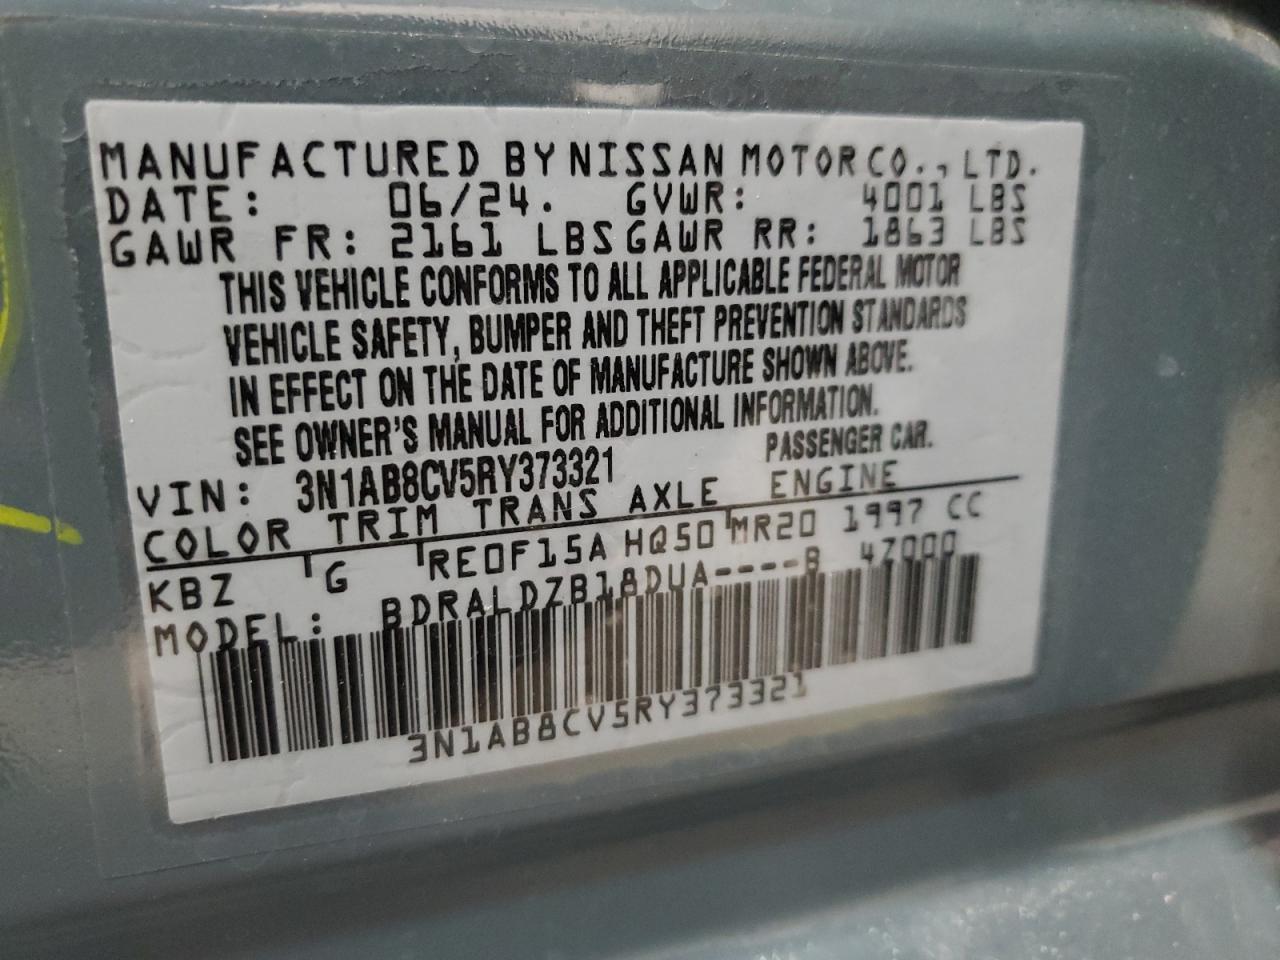 MANUFACTURED BY NISSAN MOTOR CO., LTD.
DATE: 06/24. GVWR: 4001 LBS
GAWR FR: 2161 LBS GAWR RR: 1863 LBS
THIS VEHICLE CONFORMS TO ALL APPLICABLE FEDERAL MOTOR
VEHICLE SAFETY, BUMPER AND THEFT PREVENTION STANDARDS
IN EFFECT ON THE DATE OF MANUFACTURE SHOWN ABOVE.
SEE OWNER'S MANUAL FOR ADDITIONAL INFORMATION.
VIN: 3N1AB8CV5RY373321 PASSENGER CAR.
COLOR TRIM TRANS AXLE ENGINE
KBZ G RE0F15A HQ50 MR20 1997 CC
MODEL: BDRALDZB18DUA----B 47000
3N1AB8CV5RY373321